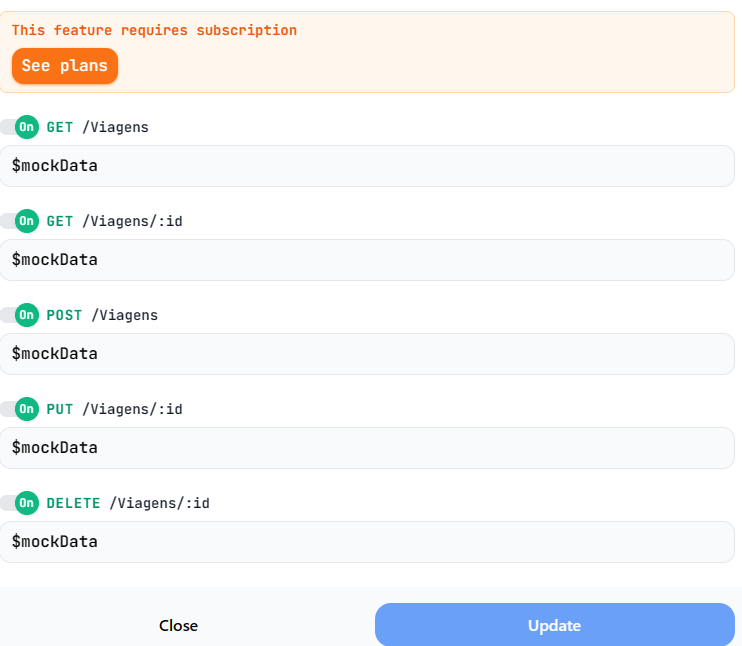 This feature requires subscription
See plans
On GET /Viagens
$mockData
On GET /Viagens/:id
$mockData
On POST /Viagens
$mockData
On PUT /Viagens/:id
$mockData
On DELETE /Viagens/:id
$mockData
Close Update